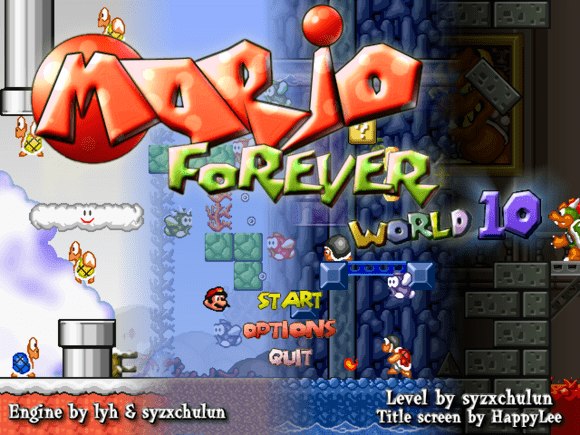 MARIO
FOREVER
WORLD 10
?
START
OPTIONS
QUIT
Engine by lyh & syzxchulun
Level by syzxchulun
Title screen by HappyLee